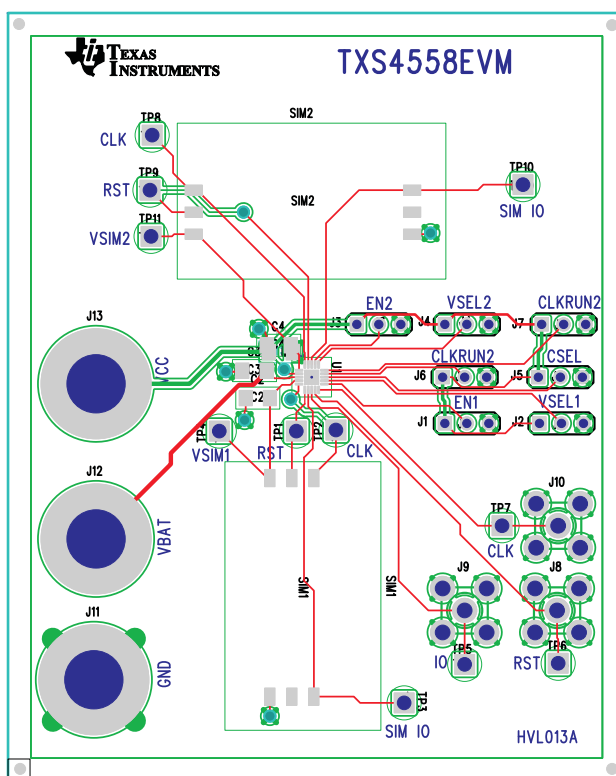 TEXAS INSTRUMENTS
TXS4558EVM
SIM2
TP8
CLK
TP9
RST
TP10
SIM IO
SIM2
TP11
VSIM2
J13
VCC
C4
J3
EN2
J4
VSEL2
J7
CLKRUN2
U1
C3
C2
J6
CLKRUN2
J5
CSEL
J1
EN1
J2
VSEL1
TP4
VSIM1
TP1
RST
TP2
CLK
J12
VBAT
J10
TP7
CLK
J9
J8
SIM1
SIM1
J11
GND
IO
TP5
RST
TP6
TP3
SIM IO
HVL013A